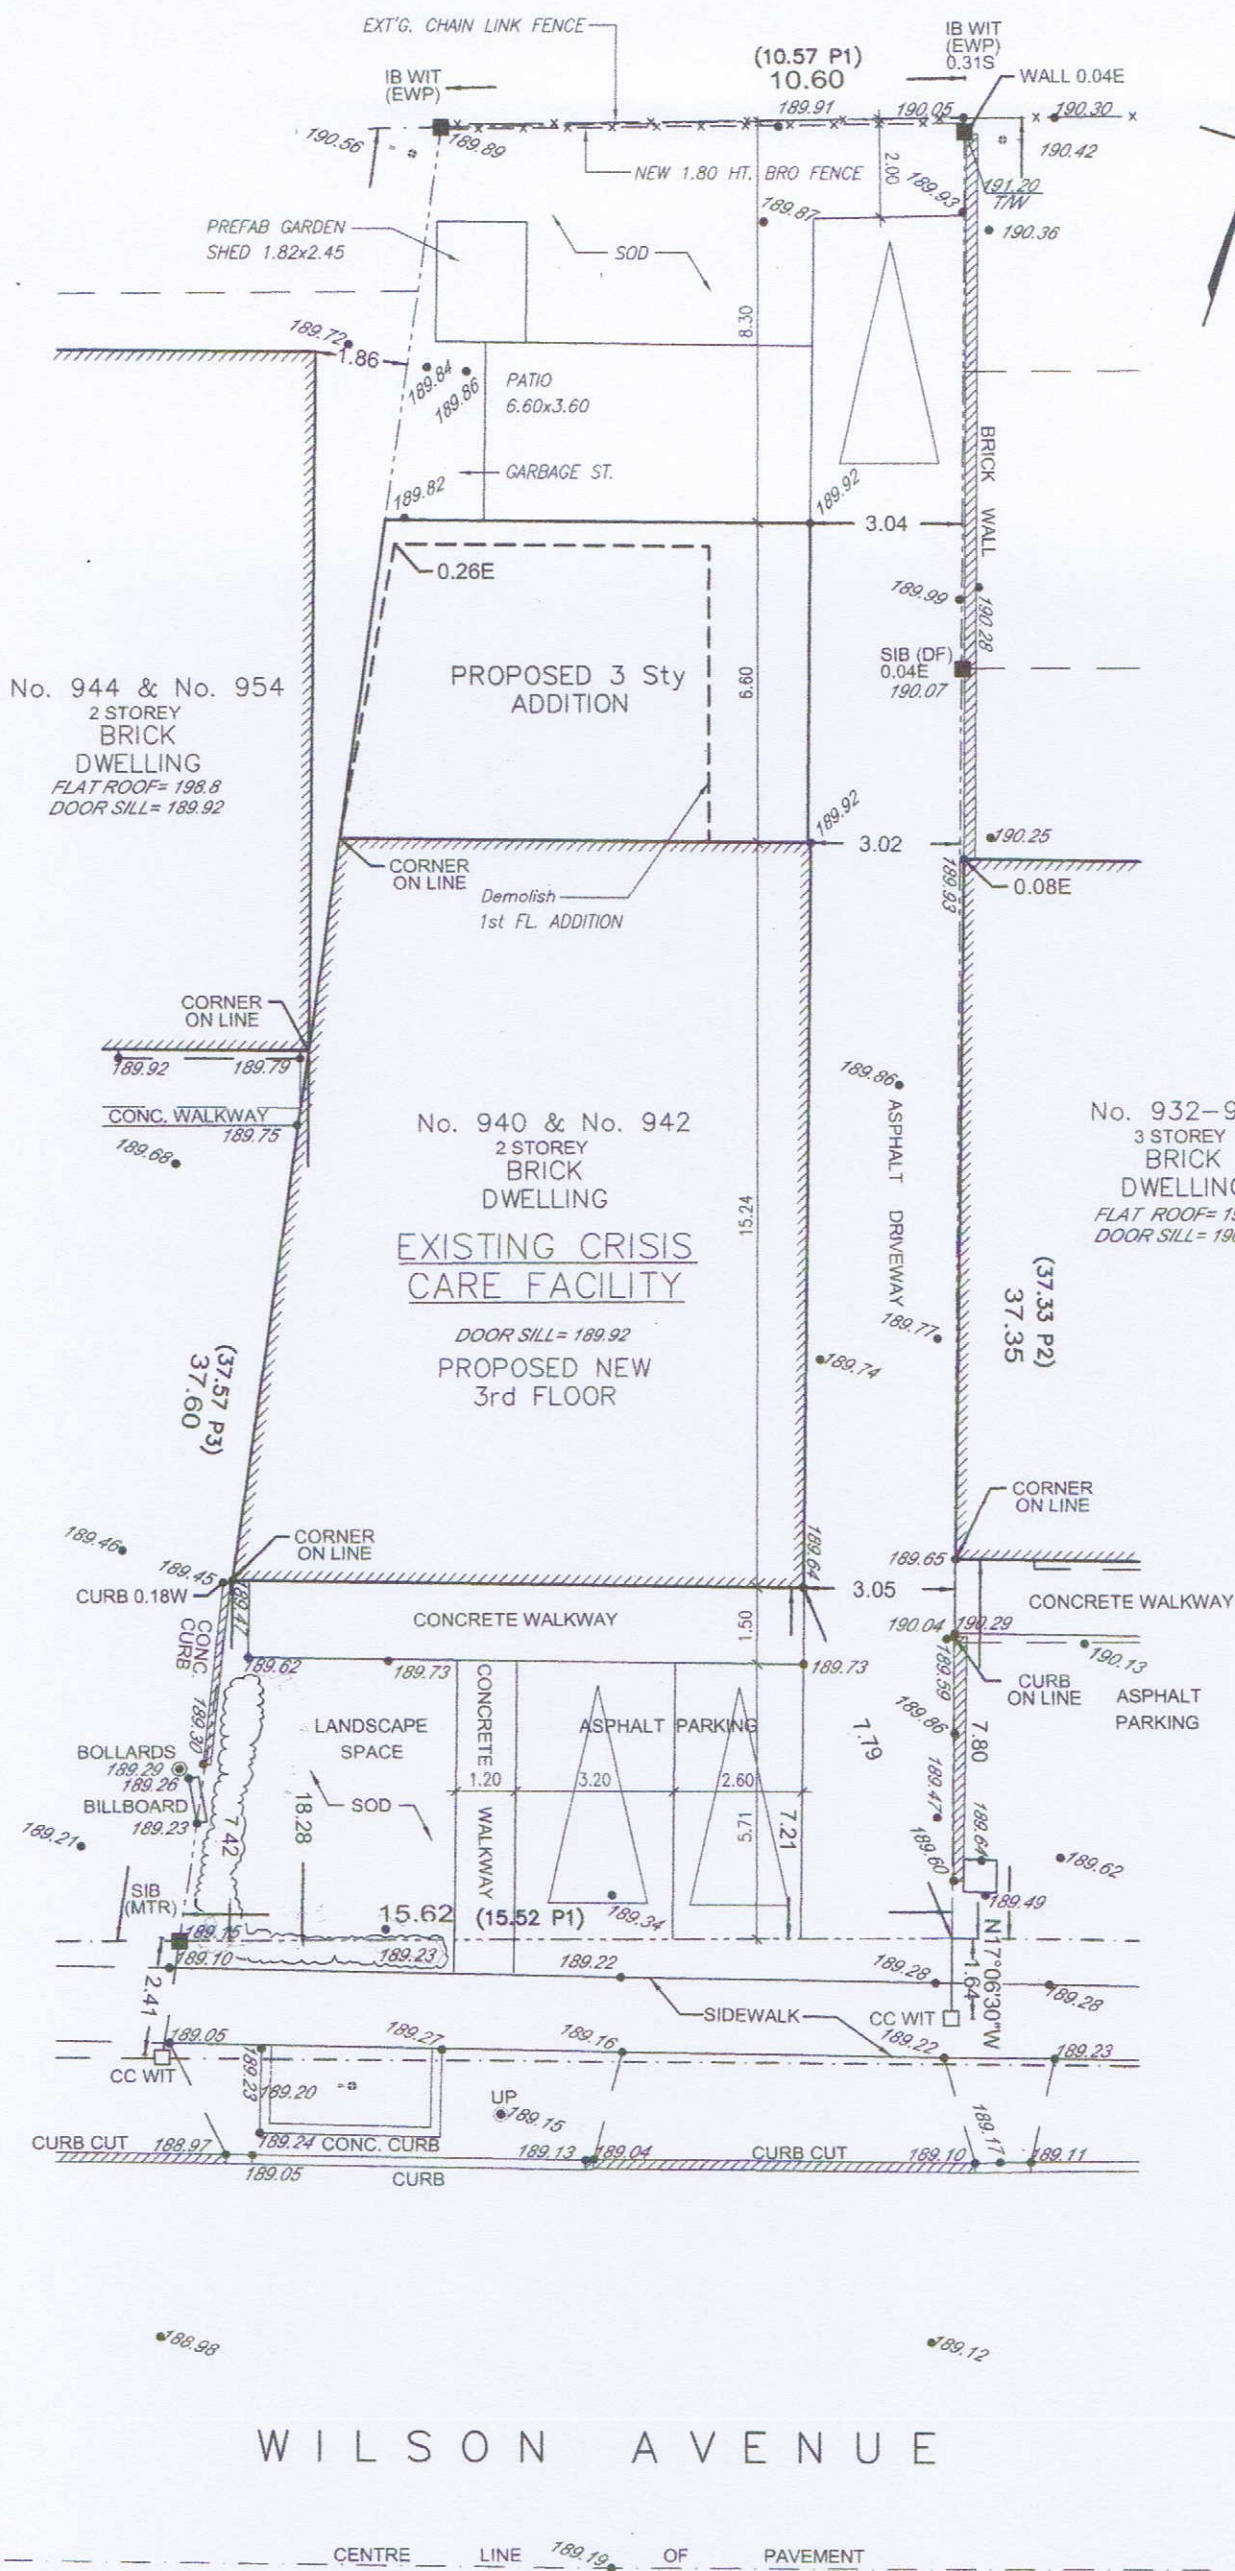 EXT'G. CHAIN LINK FENCE
IB WIT
(EWP)
0.31S
(10.57 P1)
10.60
IB WIT
(EWP)
WALL 0.04E
189.91
190.05
190.30
190.56
189.89
190.42
NEW 1.80 HT. BRO FENCE
2.00
189.93
191.20
T/W
189.87
190.36
PREFAB GARDEN
SHED 1.82x2.45
SOD
8.30
189.72
1.86
189.84
189.86
PATIO
6.60x3.60
BRICK WALL
GARBAGE ST.
189.82
189.92
3.04
0.26E
189.99
190.28
SIB (DF)
0.04E
190.07
PROPOSED 3 Sty
ADDITION
6.60
No. 944 & No. 954
2 STOREY
BRICK
DWELLING
FLAT ROOF= 198.8
DOOR SILL= 189.92
189.92
3.02
190.25
CORNER
ON LINE
189.93
0.08E
Demolish
1st FL. ADDITION
CORNER
ON LINE
189.92
189.79
CONC. WALKWAY
189.75
189.68
189.86
ASPHALT DRIVEWAY
No. 940 & No. 942
2 STOREY
BRICK
DWELLING
EXISTING CRISIS
CARE FACILITY
DOOR SILL= 189.92
PROPOSED NEW
3rd FLOOR
15.24
No. 932-9
3 STOREY
BRICK
DWELLING
FLAT ROOF= 19
DOOR SILL= 190
(37.33 P2)
37.35
189.77
189.74
(37.57 P3)
37.60
CORNER
ON LINE
189.46
CORNER
ON LINE
189.45
CURB 0.18W
189.47
189.64
189.65
3.05
CONCRETE WALKWAY
1.50
CONCRETE WALKWAY
190.04
190.29
190.13
CONC.
CURB
189.62
189.73
189.73
189.59
CURB
ON LINE
ASPHALT
PARKING
189.30
LANDSCAPE
SPACE
CONCRETE WALKWAY
ASPHALT PARKING
7.79
189.86
7.80
BOLLARDS
189.29
189.26
BILLBOARD
189.23
1.20
3.20
2.60
SOD
18.28
7.42
5.71
7.21
189.47
189.64
189.21
189.60
189.62
SIB
(MTR)
189.49
15.62 (15.52 P1)
189.34
189.15
189.10
189.23
189.22
189.28
N17°06'30"W
1.64
189.28
2.41
SIDEWALK
CC WIT
189.05
189.27
189.16
189.22
189.23
CC WIT
189.23
189.20
UP
189.15
CURB CUT
188.97
189.24
CONC. CURB
189.13
189.04
CURB CUT
169.10
189.17
189.11
189.05
CURB
188.98
189.12
WILSON AVENUE
CENTRE LINE 189.19 OF PAVEMENT